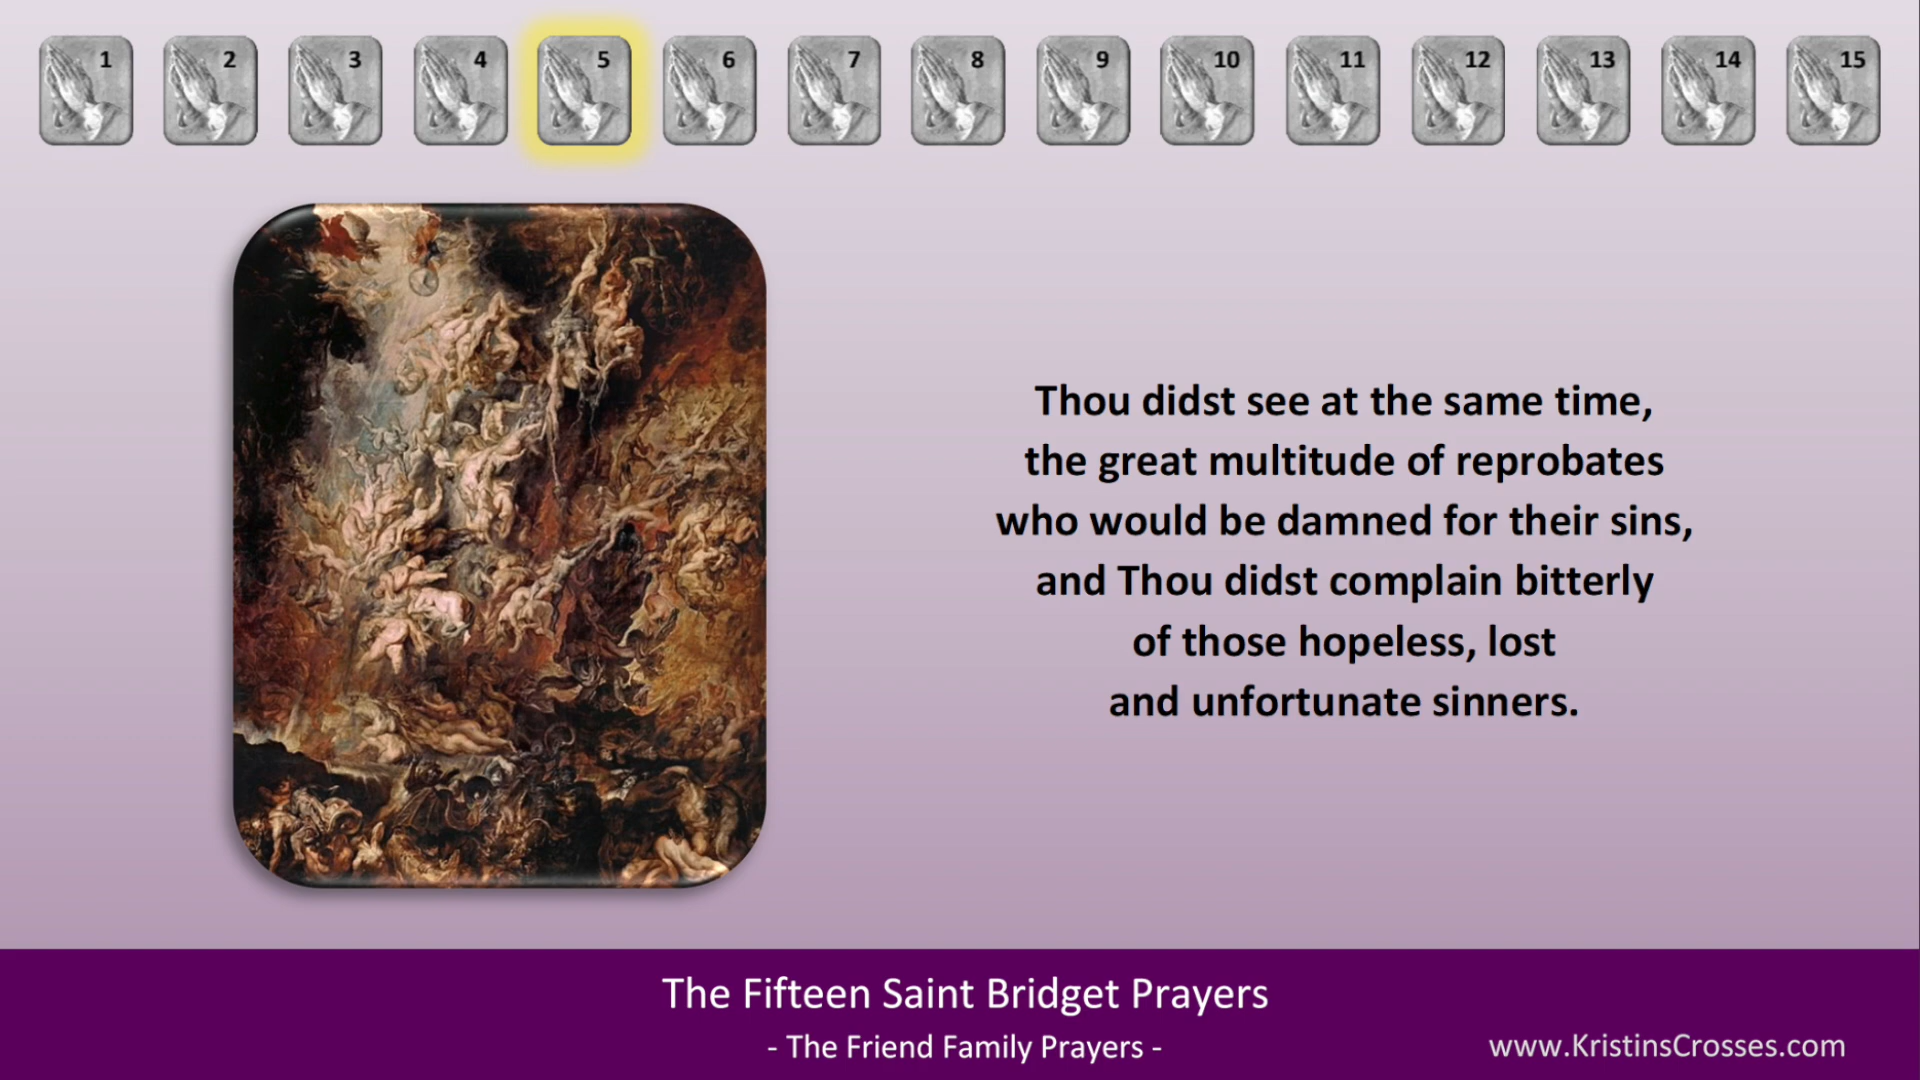 1 2 3 4 5 6 7 8 9 10 11 12 13 14 15
Thou didst see at the same time,
the great multitude of reprobates
who would be damned for their sins,
and Thou didst complain bitterly
of those hopeless, lost
and unfortunate sinners.
The Fifteen Saint Bridget Prayers
- The Friend Family Prayers -
www.KristinsCrosses.com